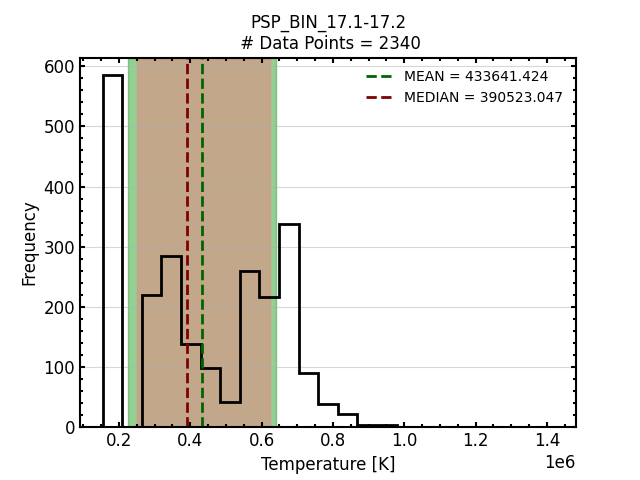 PSP_BIN_17.1-17.2
# Data Points = 2340
MEAN = 433641.424
MEDIAN = 390523.047
Frequency
600
500
400
300
200
100
0
0.2 0.4 0.6 0.8 1.0 1.2 1.4
1e6
Temperature [K]